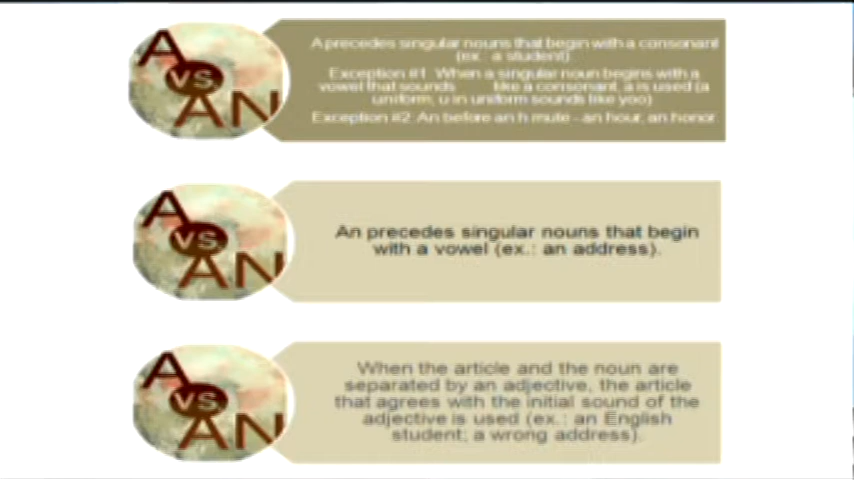 A
vs.
AN
A precedes singular nouns that begin with a consonant
(ex.: a student)
Exception #1: When a singular noun begins with a
vowel that sounds like a consonant, a is used (a
uniform, u in uniform sounds like yoo)
Exception #2: An before an h mute - an hour, an honor.
A
vs.
AN
An precedes singular nouns that begin
with a vowel (ex.: an address).
A
vs.
AN
When the article and the noun are
separated by an adjective, the article
that agrees with the initial sound of the
adjective is used (ex.: an English
student; a wrong address).